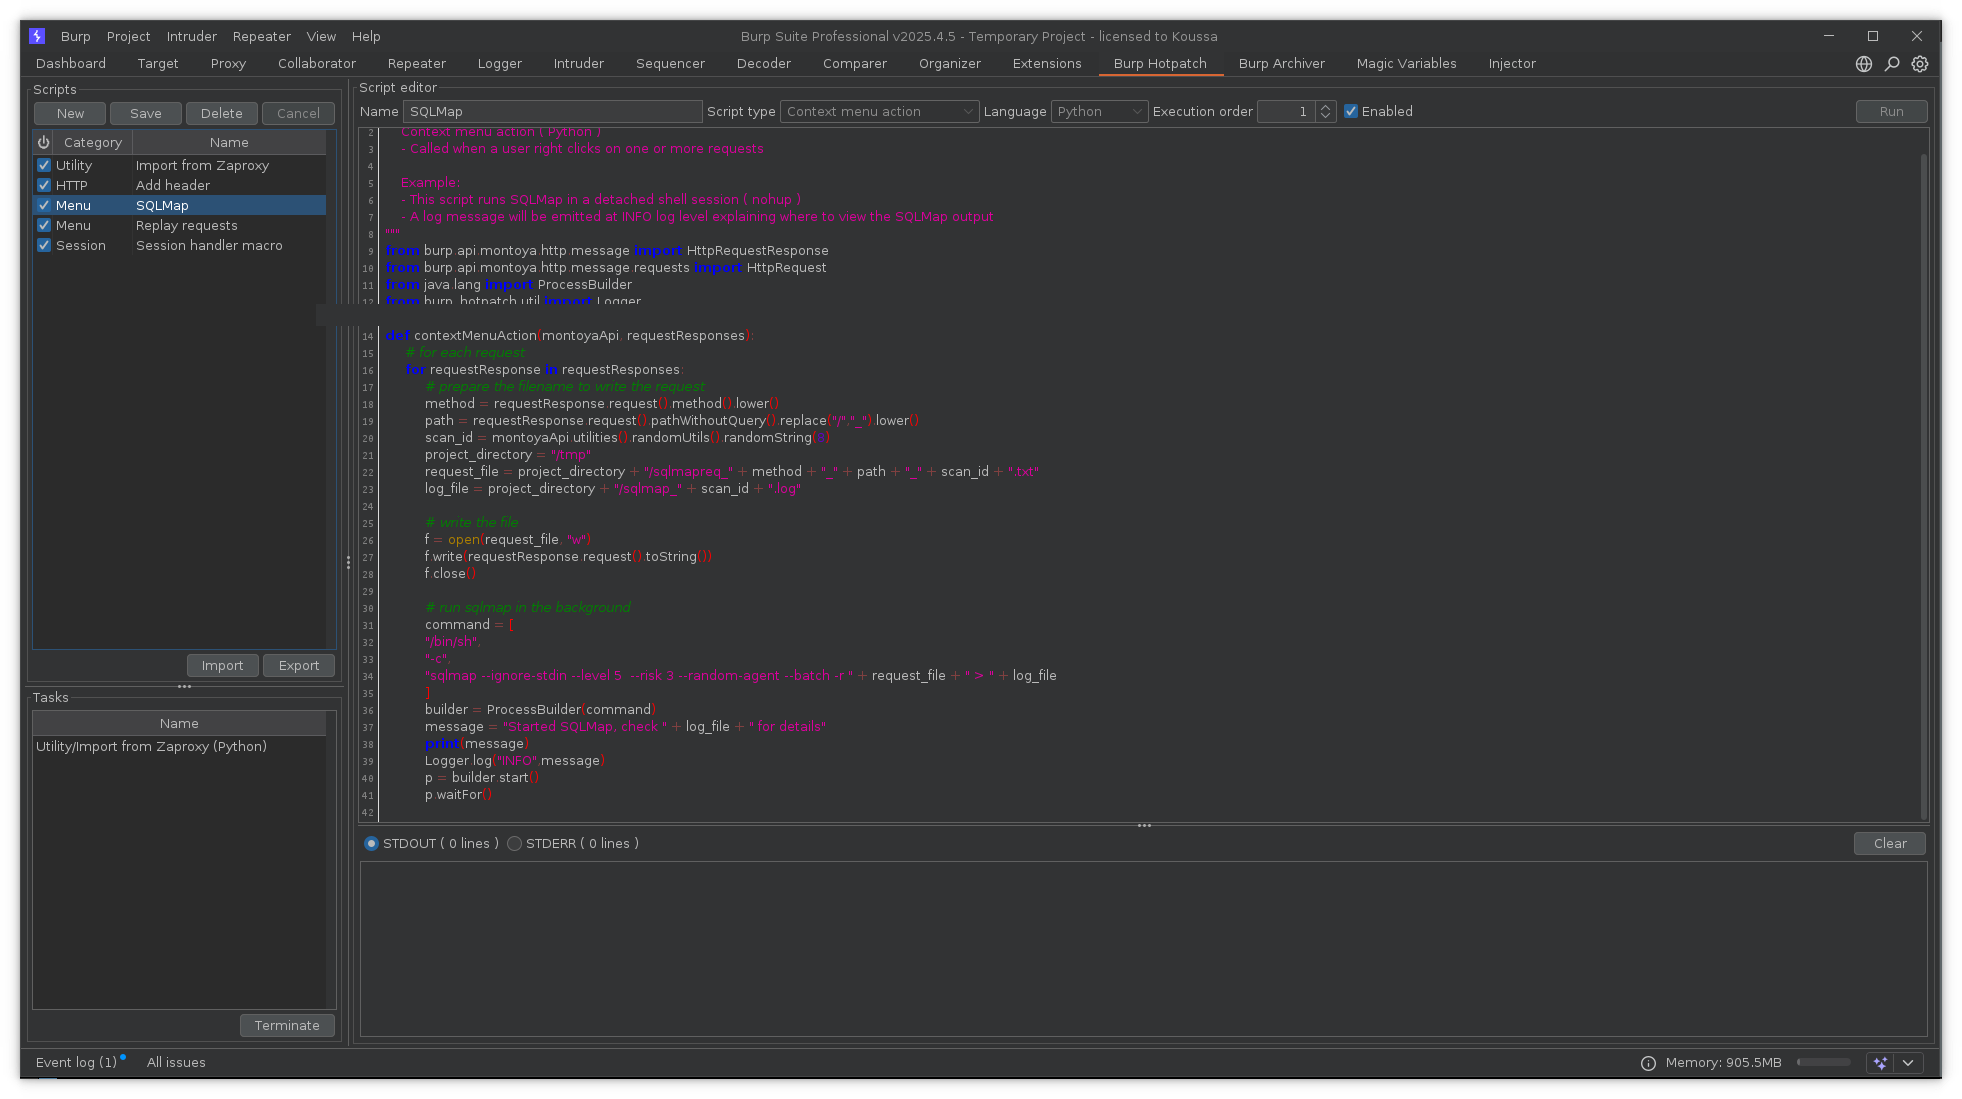 Burp Project Intruder Repeater View Help
Burp Suite Professional v2025.4.5 - Temporary Project - licensed to Koussa
Dashboard Target Proxy Collaborator Repeater Logger Intruder Sequencer Decoder Comparer Organizer Extensions Burp Hotpatch Burp Archiver Magic Variables Injector
Scripts
New Save Delete Cancel
Category Name
Utility Import from Zaproxy
HTTP Add header
Menu SQLMap
Menu Replay requests
Session Session handler macro
Import Export
Tasks
Name
Utility/Import from Zaproxy (Python)
Terminate
Script editor
Name SQLMap Script type Context menu action Language Python Execution order 1 Enabled Run
2 Context menu action ( Python )
3 - Called when a user right clicks on one or more requests
4
5 Example:
6 - This script runs SQLMap in a detached shell session ( nohup )
7 - A log message will be emitted at INFO log level explaining where to view the SQLMap output
8 """
9 from burp.api.montoya.http.message import HttpRequestResponse
10 from burp.api.montoya.http.message.requests import HttpRequest
11 from java.lang import ProcessBuilder
12 from burp_hotpatch.util import Logger
14 def contextMenuAction(montoyaApi, requestResponses):
15 # for each request
16 for requestResponse in requestResponses:
17 # prepare the filename to write the request
18 method = requestResponse.request().method().lower()
19 path = requestResponse.request().pathWithoutQuery().replace("/","_").lower()
20 scan_id = montoyaApi.utilities().randomUtils().randomString( )
21 project_directory = "/tmp"
22 request_file = project_directory + "/sqlmapreq_" + method + "_" + path + "_" + scan_id + ".txt"
23 log_file = project_directory + "/sqlmap_" + scan_id + ".log"
24
25 # write the file
26 f = open(request_file, "w")
27 f.write(requestResponse.request().toString())
28 f.close()
29
30 # run sqlmap in the background
31 command = [
32 "/bin/sh",
33 "-c",
34 "sqlmap --ignore-stdin --level 5 --risk 3 --random-agent --batch -r " + request_file + " > " + log_file
35 ]
36 builder = ProcessBuilder(command)
37 message = "Started SQLMap, check " + log_file + " for details"
38 print(message)
39 Logger.log("INFO",message)
40 p = builder.start()
41 p.waitFor()
42
STDOUT ( 0 lines ) STDERR ( 0 lines ) Clear
Event log (1) All issues Memory: 905.5MB